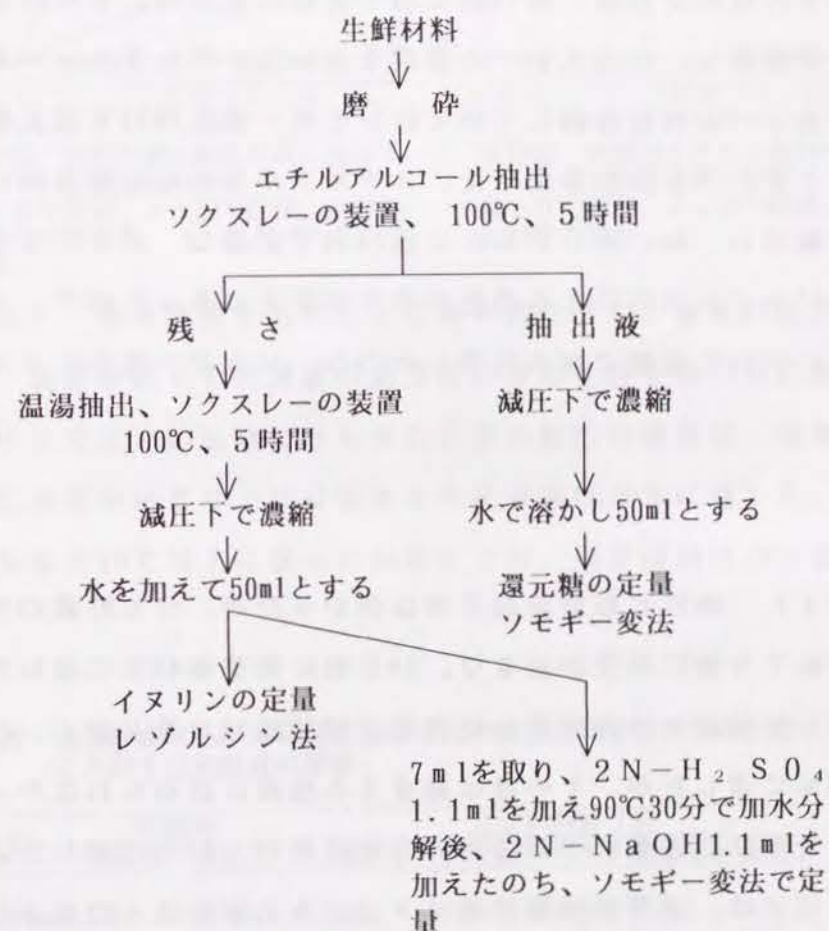 生鮮材料
磨 砕
エチルアルコール抽出
ソクスレーの装置、 100℃、5時間
残 さ
温湯抽出、ソクスレーの装置
100℃、5時間
減圧下で濃縮
水を加えて50mlとする
イヌリンの定量
レゾルシン法
抽 出 液
減圧下で濃縮
水で溶かし50mlとする
還元糖の定量
ソモギー変法
7mlを取り、2N－H₂SO₄
1.1mlを加え90℃30分で加水分
解後、2N－NaOH1.1mlを
加えたのち、ソモギー変法で定
量